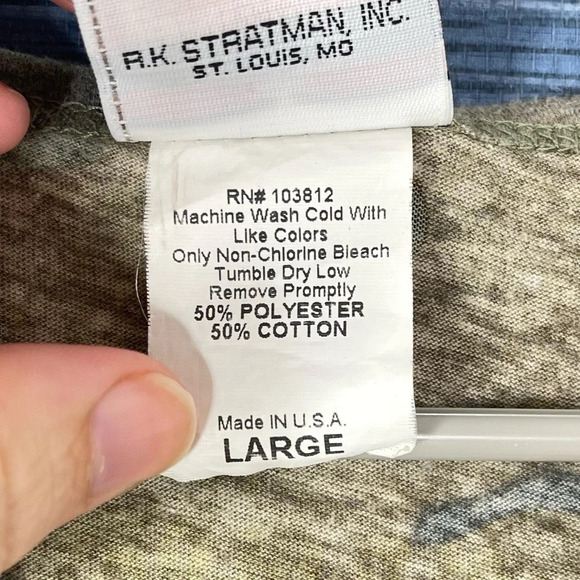 R.K. STRATMAN, INC.
ST. LOUIS, MO
RN# 103812
Machine Wash Cold With
Like Colors
Only Non-Chlorine Bleach
Tumble Dry Low
Remove Promptly
50% POLYESTER
50% COTTON
Made IN U.S.A.
LARGE